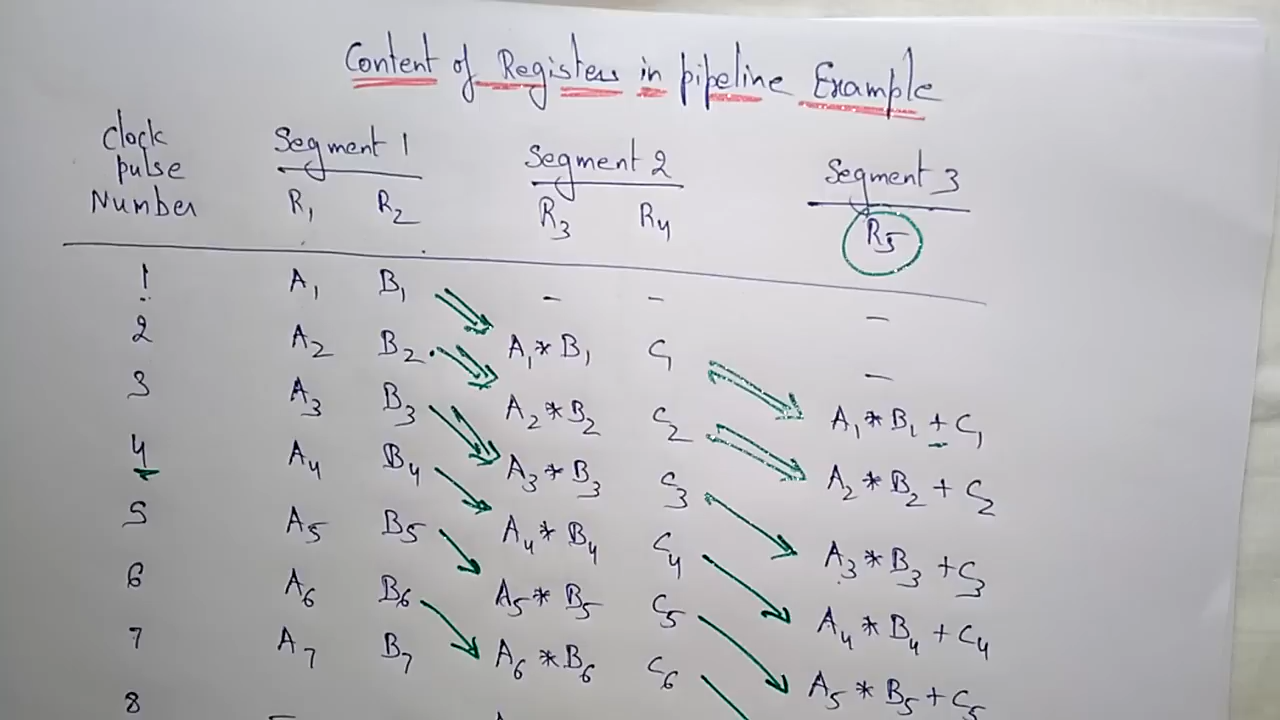 Content of Registers in pipeline Example
Clock pulse Number Segment 1 Segment 2 Segment 3
R₁ R₂ R₃ R₄ R₅
1 A₁ B₁ - - -
2 A₂ B₂ A₁*B₁ C₁ -
3 A₃ B₃ A₂*B₂ C₂ A₁*B₁+C₁
4 A₄ B₄ A₃*B₃ C₃ A₂*B₂+C₂
5 A₅ B₅ A₄*B₄ C₄ A₃*B₃+C₃
6 A₆ B₆ A₅*B₅ C₅ A₄*B₄+C₄
7 A₇ B₇ A₆*B₆ C₆ A₅*B₅+C₅
8